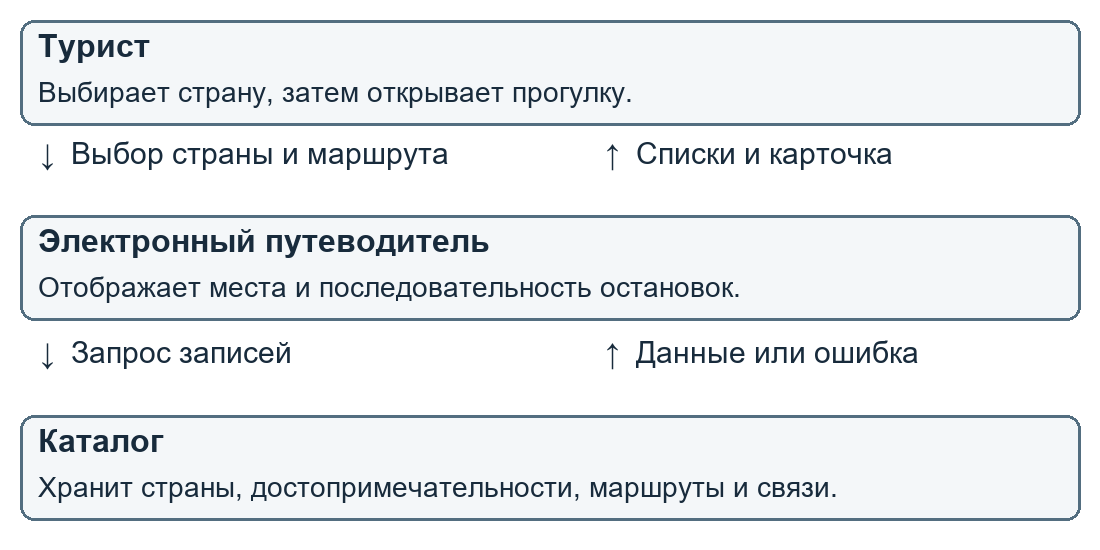 Турист
Выбирает страну, затем открывает прогулку.
↓ Выбор страны и маршрута ↑ Списки и карточка
Электронный путеводитель
Отображает места и последовательность остановок.
↓ Запрос записей ↑ Данные или ошибка
Каталог
Хранит страны, достопримечательности, маршруты и связи.